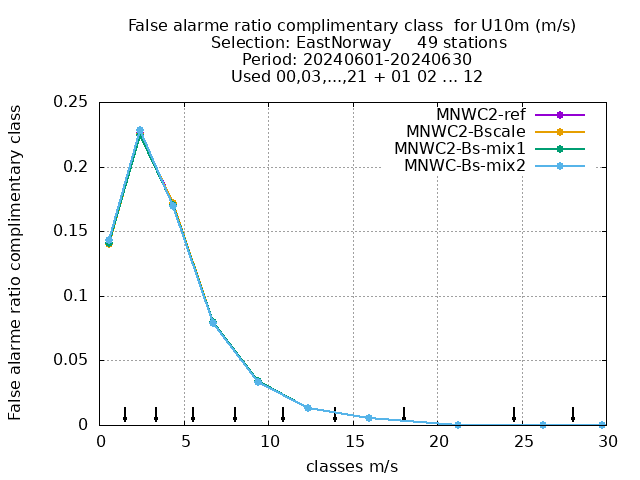 False alarme ratio complimentary class  for U10m (m/s)
Selection: EastNorway     49 stations
Period: 20240601-20240630
Used 00,03,...,21 + 01 02 ... 12
False alarme ratio complimentary class
0.25
0.2
0.15
0.1
0.05
0
MNWC2-ref
MNWC2-Bscale
MNWC2-Bs-mix1
MNWC-Bs-mix2
0 5 10 15 20 25 30
classes m/s